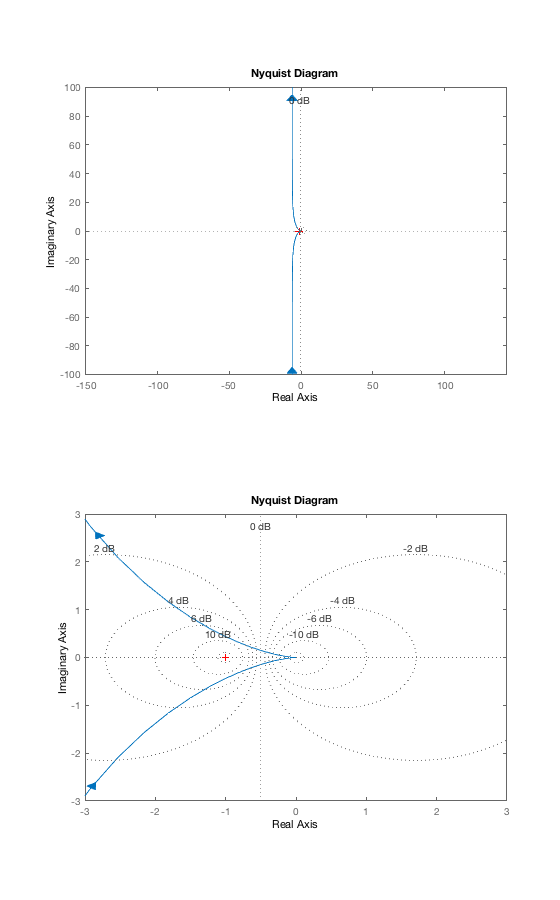 Nyquist Diagram
100
80
60
40
20
0
-20
-40
-60
-80
-100
Imaginary Axis
0 dB
-150
-100
-50
0
50
100
Real Axis
Nyquist Diagram
3
2
1
0
-1
-2
-3
Imaginary Axis
0 dB
2 dB
-2 dB
4 dB
-4 dB
6 dB
-6 dB
10 dB
-10 dB
-3
-2
-1
0
1
2
3
Real Axis